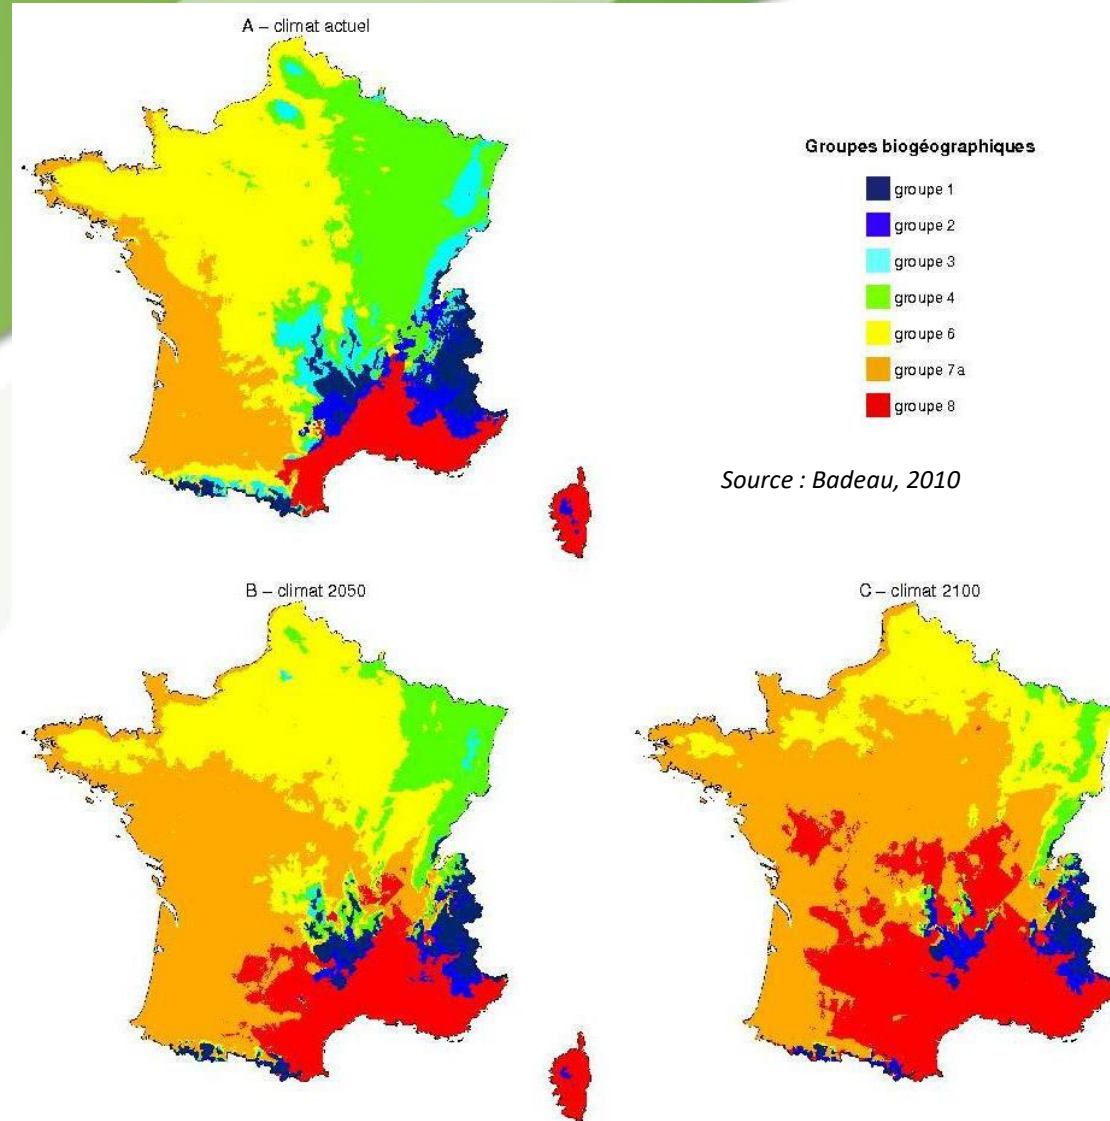 A – climat actuel
Groupes biogéographiques
groupe 1
groupe 2
groupe 3
groupe 4
groupe 6
groupe 7a
groupe 8
Source : Badeau, 2010
B – climat 2050
C – climat 2100